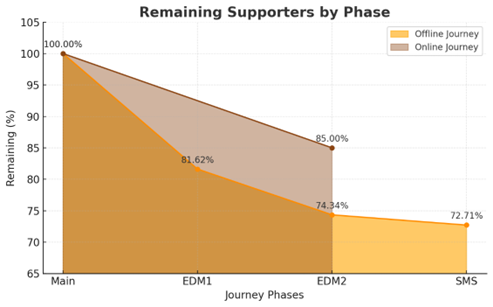 Remaining Supporters by Phase
Offline Journey
Online Journey
Remaining (%)
105
100
95
90
85
80
75
70
65
100.00%
81.62%
85.00%
74.34%
72.71%
Main EDM1 EDM2 SMS
Journey Phases